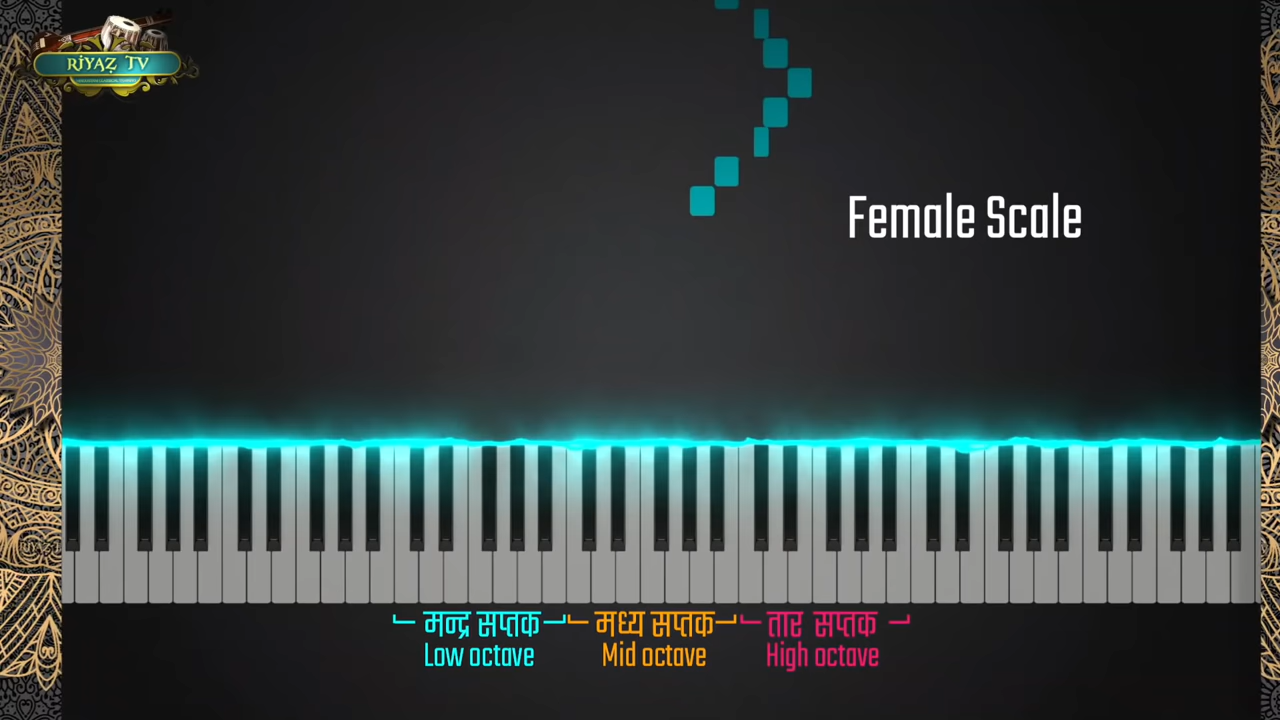 RiYAZ TV
Female Scale
मन्द्र सप्तक
Low octave
मध्य सप्तक
Mid octave
तार सप्तक
High octave